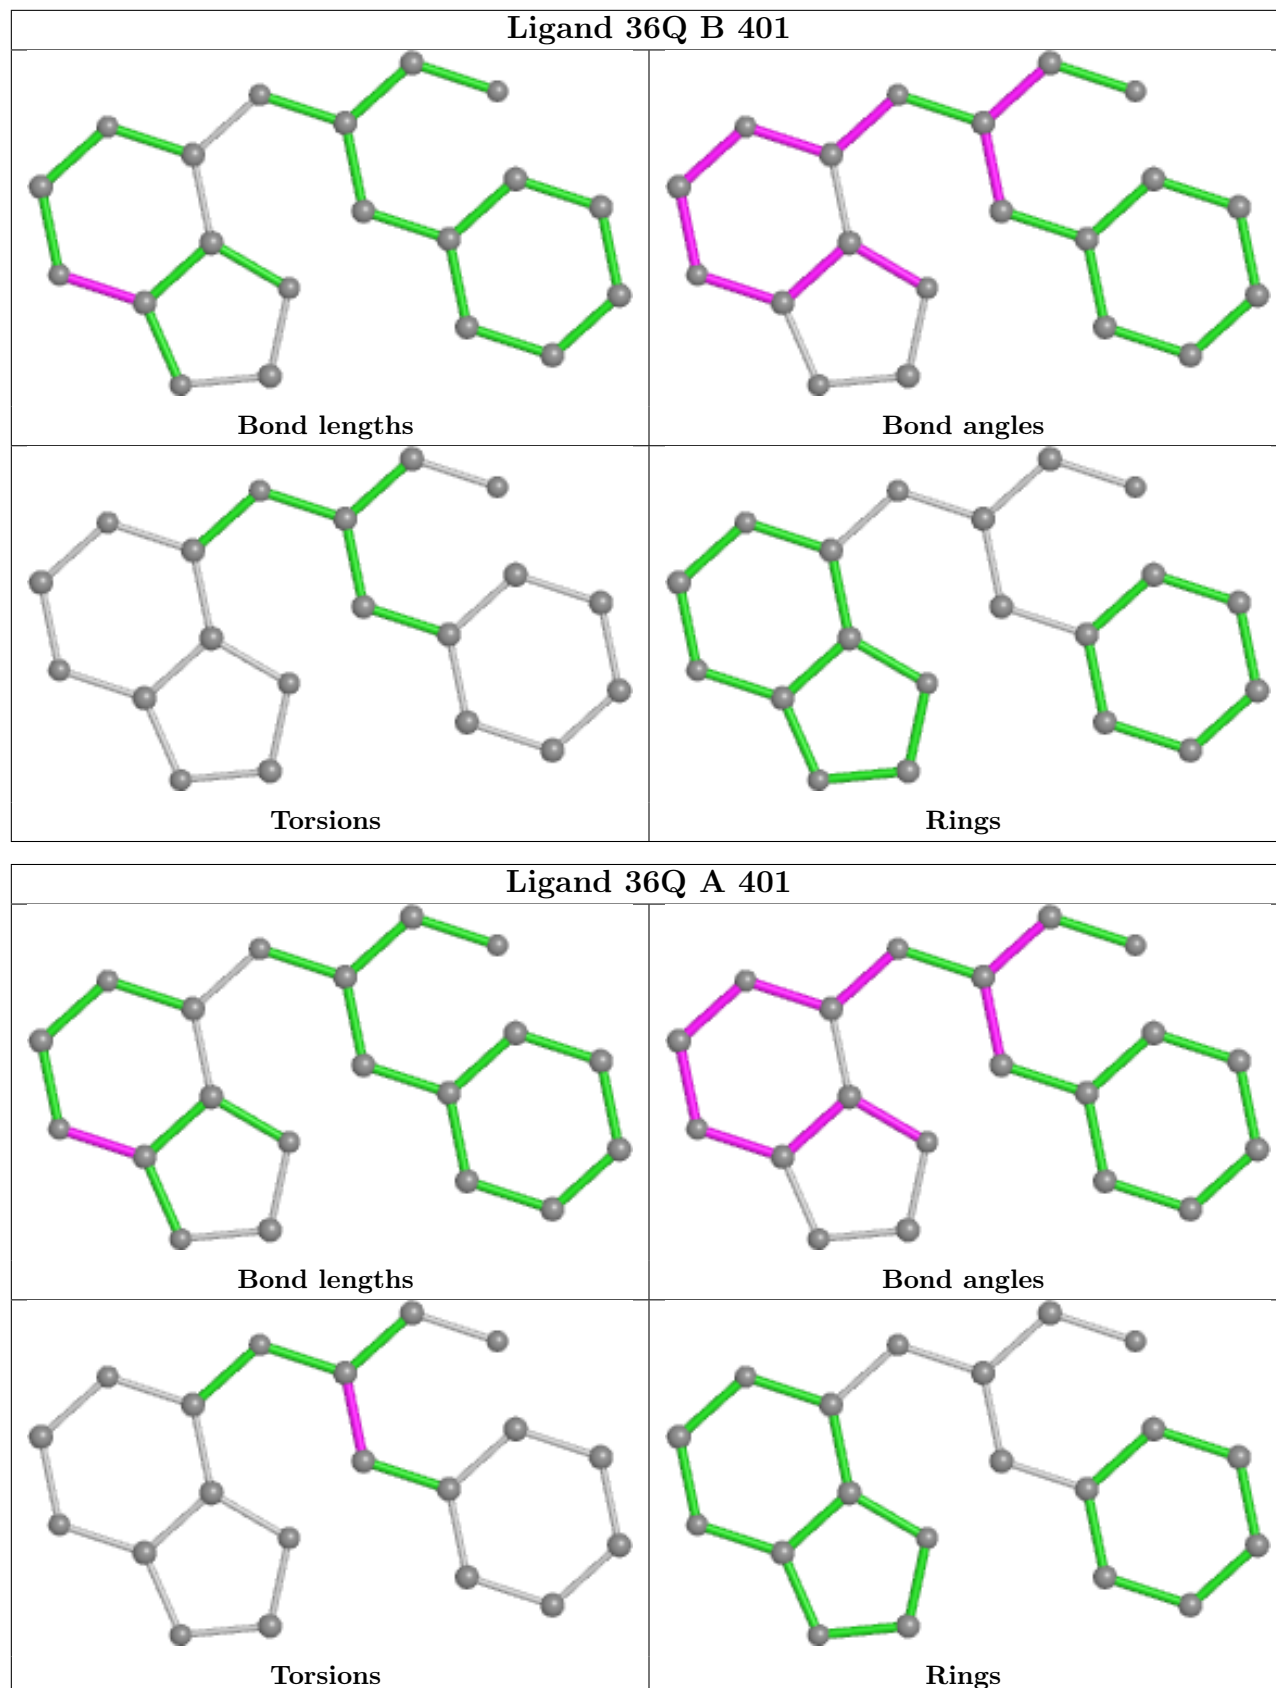 Ligand 36Q B 401
Bond lengths
Bond angles
Torsions
Rings
Ligand 36Q A 401
Bond lengths
Bond angles
Torsions
Rings